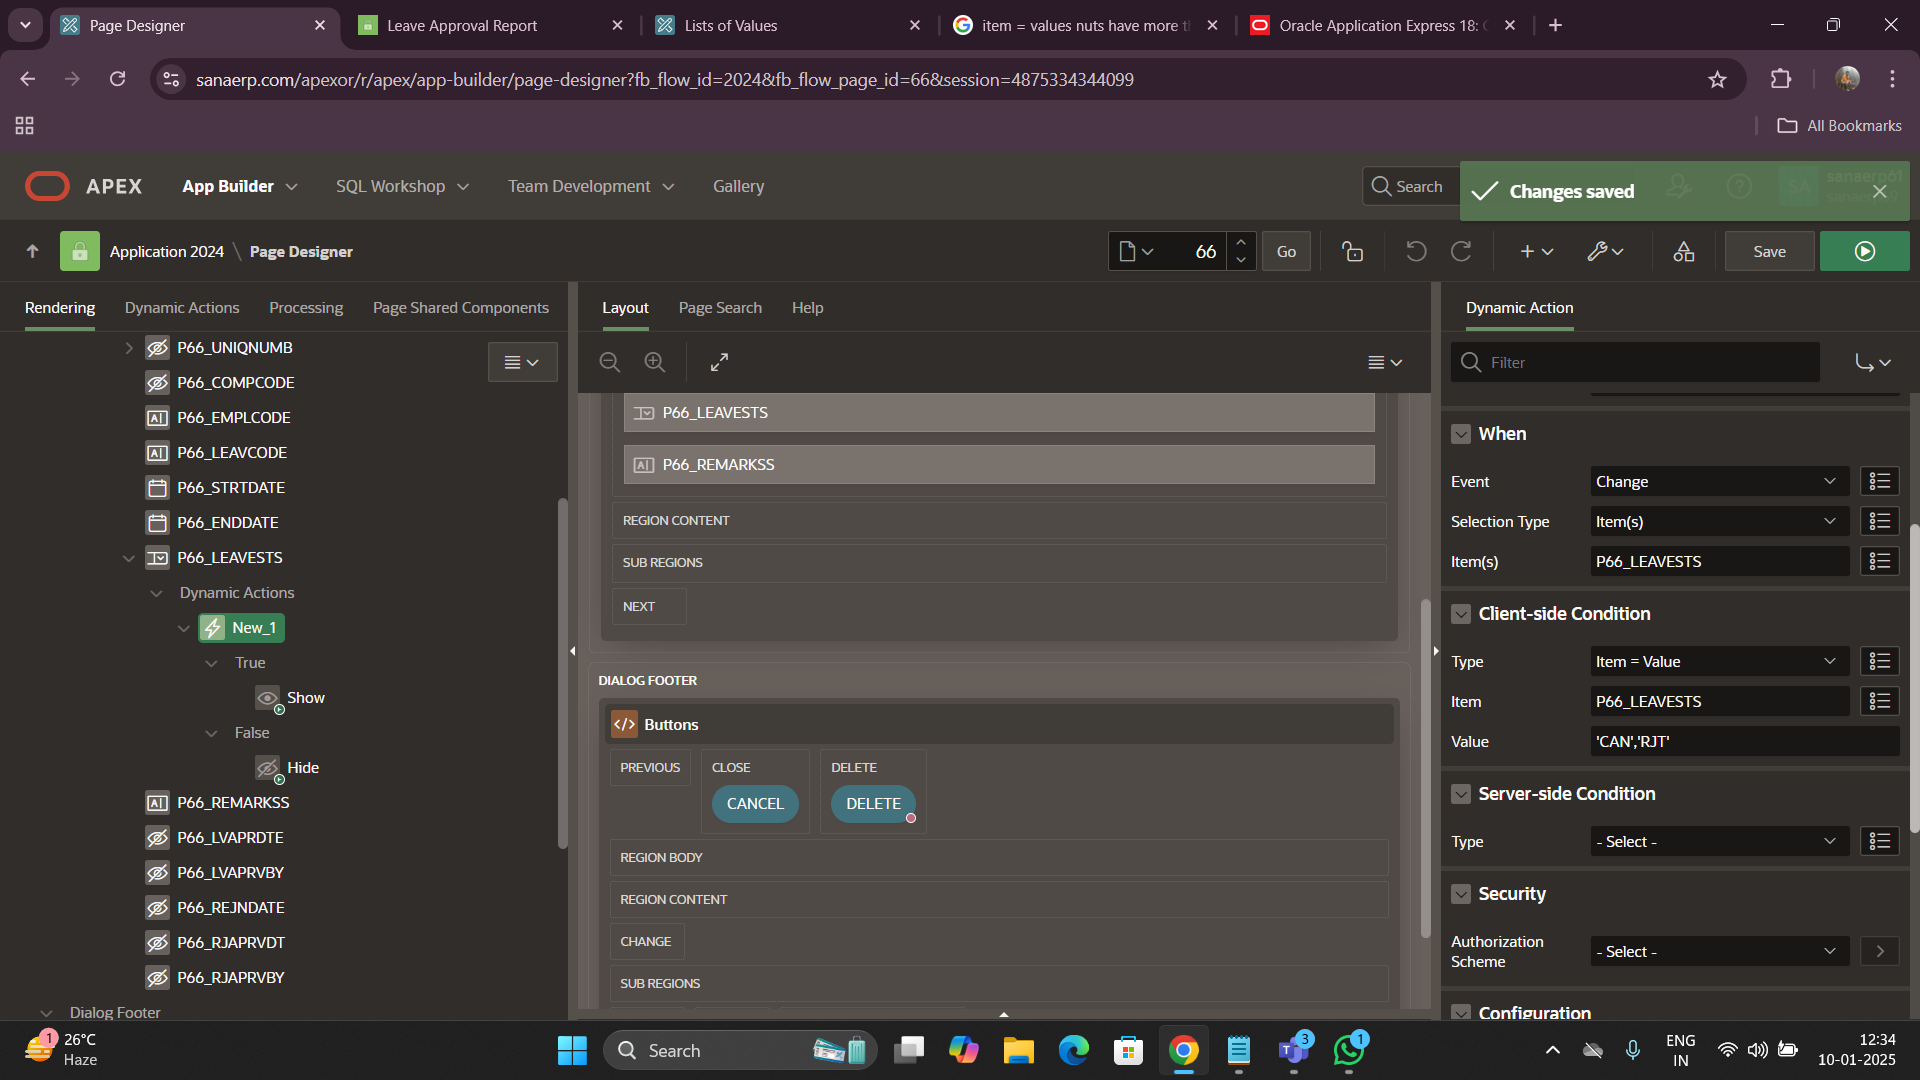 Page Designer
Leave Approval Report
Lists of Values
item = values nuts have more t
Oracle Application Express 18:
sanaerp.com/apexor/r/apex/app-builder/page-designer?fb_flow_id=2024&fb_flow_page_id=66&session=4875334344099
All Bookmarks
APEX
App Builder
SQL Workshop
Team Development
Gallery
Search
Changes saved
Application 2024 \ Page Designer
66
Go
Save
Rendering
Dynamic Actions
Processing
Page Shared Components
Layout
Page Search
Help
Dynamic Action
P66_UNIQNUMB
P66_COMPCODE
P66_EMPLCODE
P66_LEAVCODE
P66_STRTDATE
P66_ENDDATE
P66_LEAVESTS
Dynamic Actions
New_1
True
Show
False
Hide
P66_REMARKSS
P66_LVAPRDTE
P66_LVAPRVBY
P66_REJNDATE
P66_RJAPRVDT
P66_RJAPRVBY
Dialog Footer
P66_LEAVESTS
P66_REMARKSS
REGION CONTENT
SUB REGIONS
NEXT
DIALOG FOOTER
Buttons
PREVIOUS
CLOSE
DELETE
CANCEL
DELETE
REGION BODY
REGION CONTENT
CHANGE
SUB REGIONS
Filter
When
Event
Change
Selection Type
Item(s)
Item(s)
P66_LEAVESTS
Client-side Condition
Type
Item = Value
Item
P66_LEAVESTS
Value
'CAN','RJT'
Server-side Condition
Type
- Select -
Security
Authorization
Scheme
- Select -
Configuration
1
26°C
Haze
Search
3
1
ENG
IN
12:34
10-01-2025